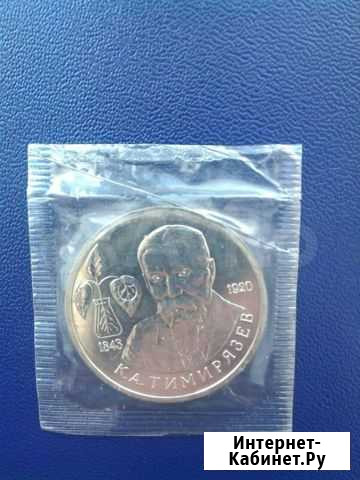 1843
К.А.ТИМИРЯЗЕВ
1920
Интернет-
Кабинет.Ру